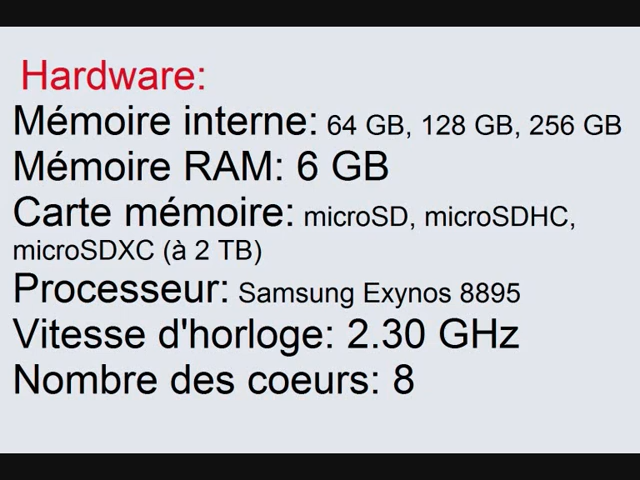 Hardware:
Mémoire interne: 64 GB, 128 GB, 256 GB
Mémoire RAM: 6 GB
Carte mémoire: microSD, microSDHC,
microSDXC (à 2 TB)
Processeur: Samsung Exynos 8895
Vitesse d'horloge: 2.30 GHz
Nombre des coeurs: 8